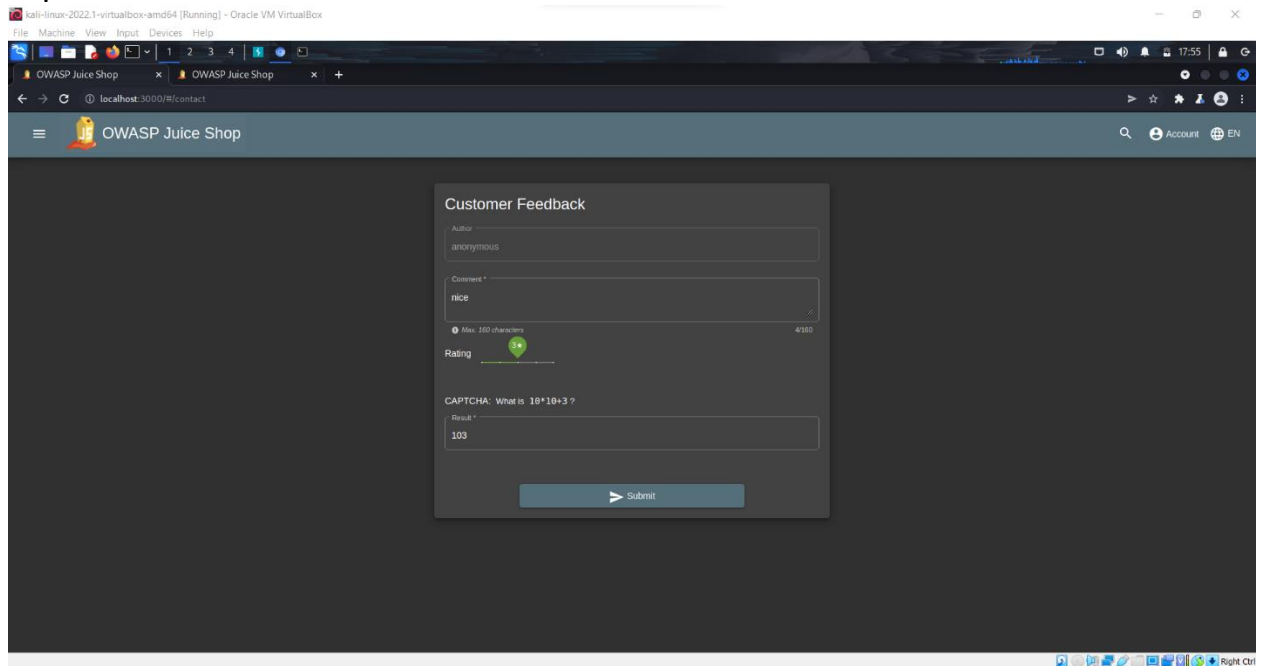 kali-linux-2022.1-virtualbox-amd64 [Running] - Oracle VM VirtualBox
File Machine View Input Devices Help
1 2 3 4 17:55
OWASP Juice Shop × OWASP Juice Shop × +
localhost:3000/#/contact
OWASP Juice Shop Account EN
Customer Feedback
Author
anonymous
Comment *
nice
Max. 160 characters 4/160
3★
Rating
CAPTCHA: What is 10*10+3 ?
Result *
103
Submit
Right Ctrl